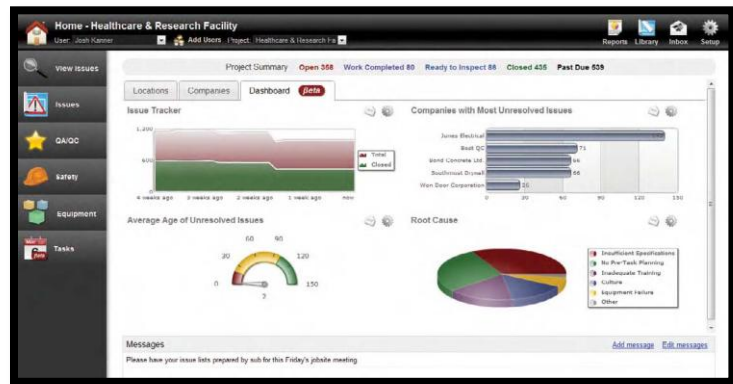 Home - Healthcare & Research Facility
User: Josh Kanner Add Users Project: Healthcare & Research Fa
Reports Library Inbox Setup
View Issues
Issues
QA/QC
Safety
Equipment
Beta
Tasks
Project Summary Open 358 Work Completed 80 Ready to Inspect 86 Closed 435 Past Due 539
Locations Companies Dashboard Beta
Issue Tracker
1,200
600
0
4 weeks ago 3 weeks ago 2 weeks ago 1 week ago Now
Total
Closed
Companies with Most Unresolved Issues
Jones Electrical
Best QC 71
Bond Concrete Ltd. 66
Southcoast Drywall 66
Won Door Corporation 25
0 30 60 90 120 150
Average Age of Unresolved Issues
60 90
30 120
0 150
2
Root Cause
Insufficient Specifications
No Pre-Task Planning
Inadequate Training
Culture
Equipment Failure
Other
Messages Add message Edit messages
Please have your issue lists prepared by sub for this Friday's jobsite meeting.